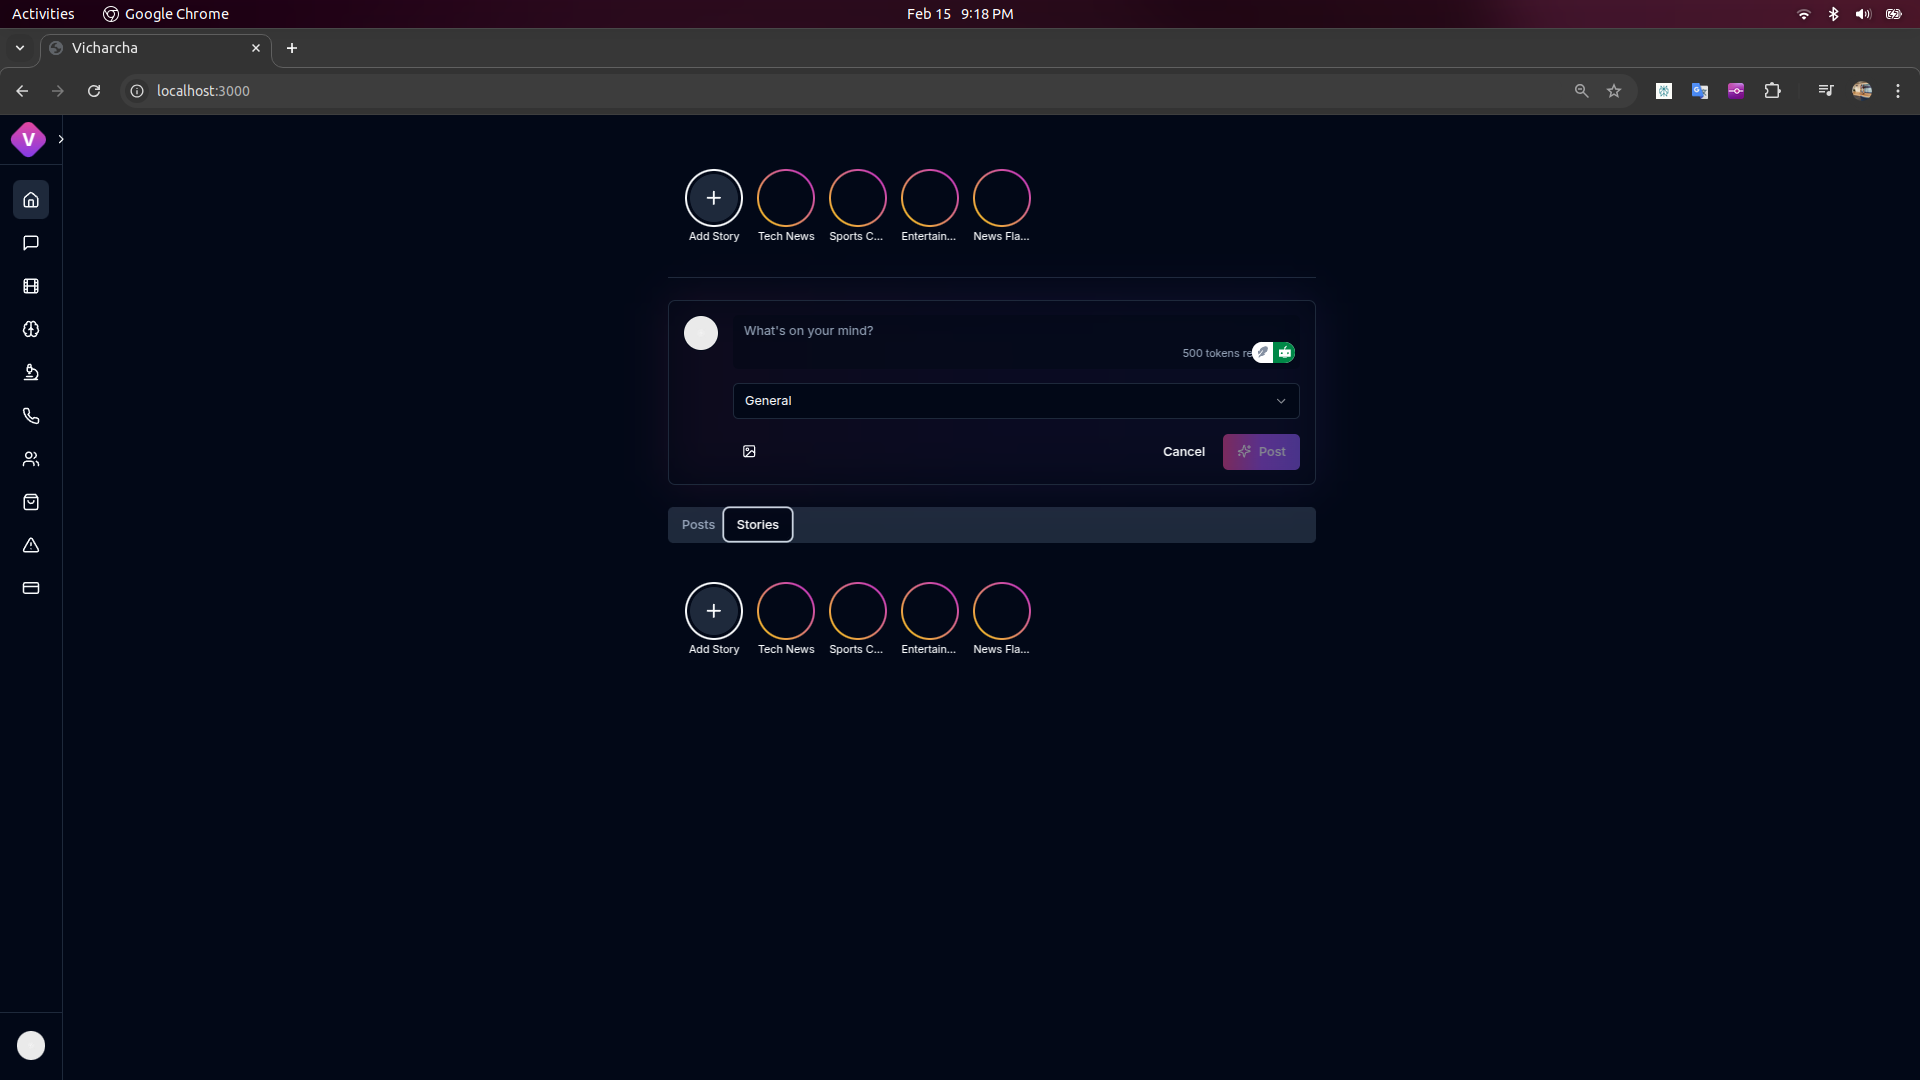 Activities Google Chrome Feb 15 9:18 PM
Vicharcha
localhost:3000
V
Add Story Tech News Sports C... Entertain... News Fla...
What's on your mind?
500 tokens re
General
Cancel Post
Posts Stories
Add Story Tech News Sports C... Entertain... News Fla...